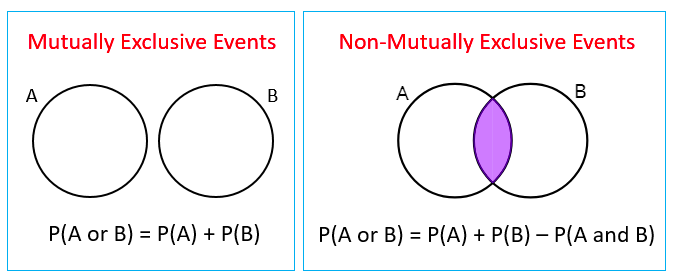 Mutually Exclusive Events
A
B
P(A or B) = P(A) + P(B)
Non-Mutually Exclusive Events
A
B
P(A or B) = P(A) + P(B) – P(A and B)